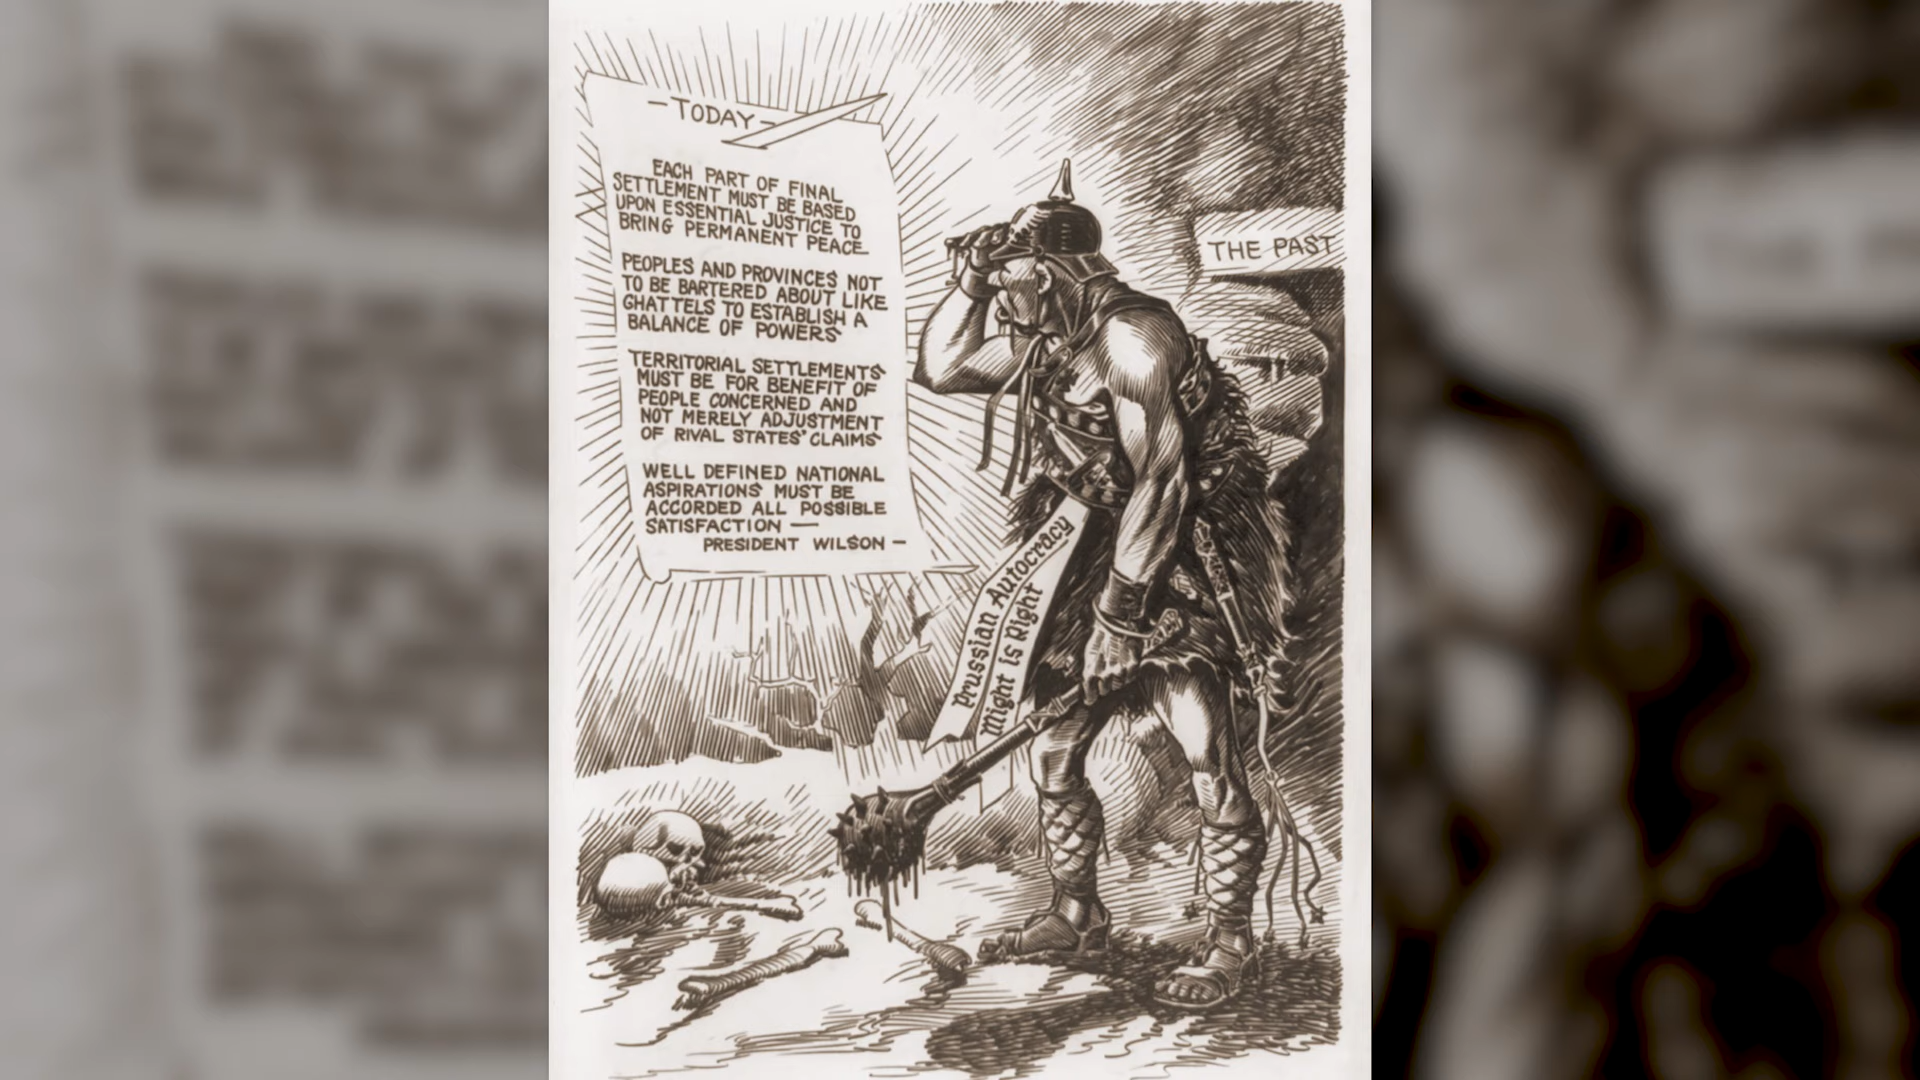 —TODAY—
EACH PART OF FINAL
SETTLEMENT MUST BE BASED
UPON ESSENTIAL JUSTICE TO
BRING PERMANENT PEACE
PEOPLES AND PROVINCES NOT
TO BE BARTERED ABOUT LIKE
GHATTELS TO ESTABLISH A
BALANCE OF POWERS
TERRITORIAL SETTLEMENTS
MUST BE FOR BENEFIT OF
PEOPLE CONCERNED AND
NOT MERELY ADJUSTMENT
OF RIVAL STATES' CLAIMS
WELL DEFINED NATIONAL
ASPIRATIONS MUST BE
ACCORDED ALL POSSIBLE
SATISFACTION —
PRESIDENT WILSON —
THE PAST
Prussian Autocracy
Might is Right